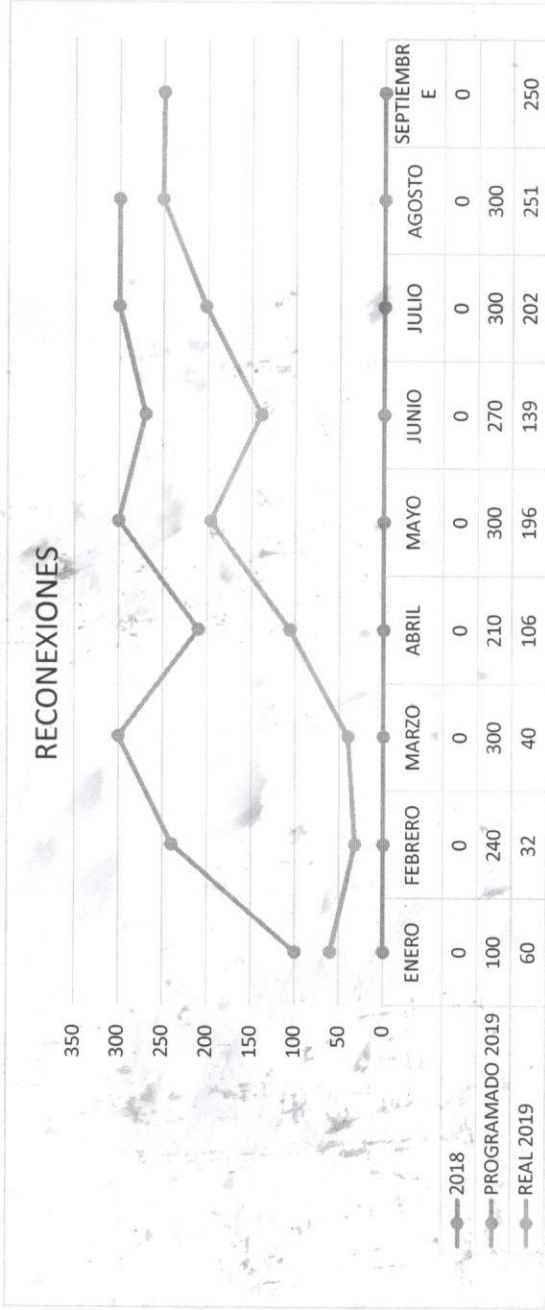 RECONEXIONES
350
300
250
200
150
100
50
0
ENERO FEBRERO MARZO ABRIL MAYO JUNIO JULIO AGOSTO SEPTIEMBR
E
2018 0 0 0 0 0 0 0 0 0
PROGRAMADO 2019 100 240 300 210 300 270 300 300
REAL 2019 60 32 40 106 196 139 202 251 250